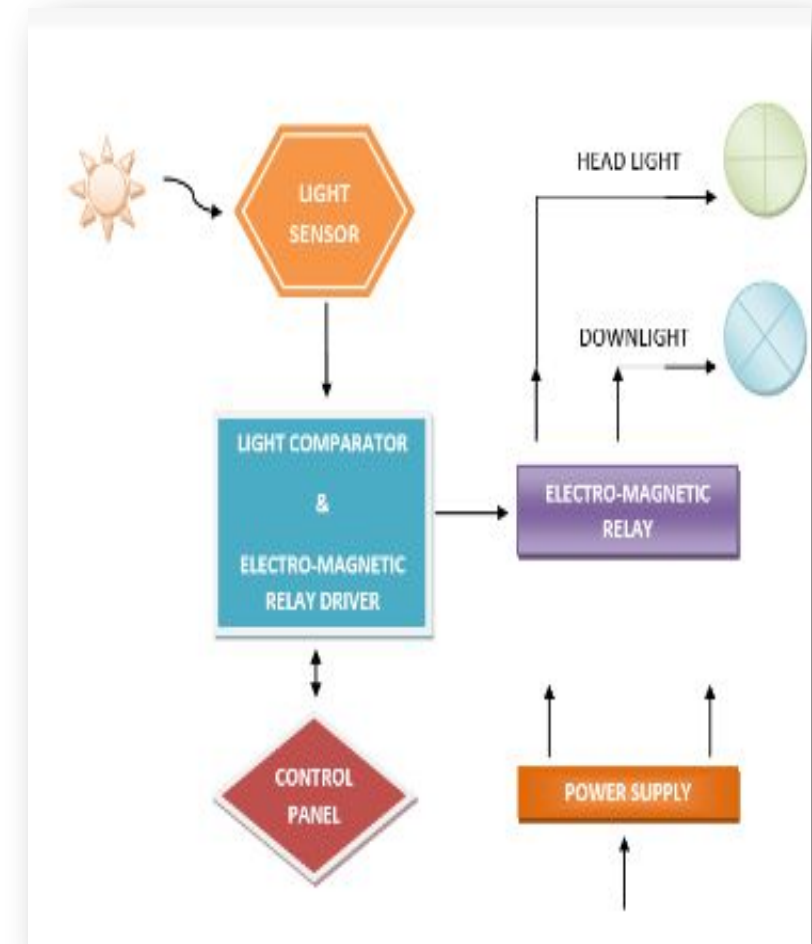 HEAD LIGHT
LIGHT
SENSOR
DOWNLIGHT
LIGHT COMPARATOR
&
ELECTRO-MAGNETIC
RELAY DRIVER
ELECTRO-MAGNETIC
RELAY
CONTROL
PANEL
POWER SUPPLY